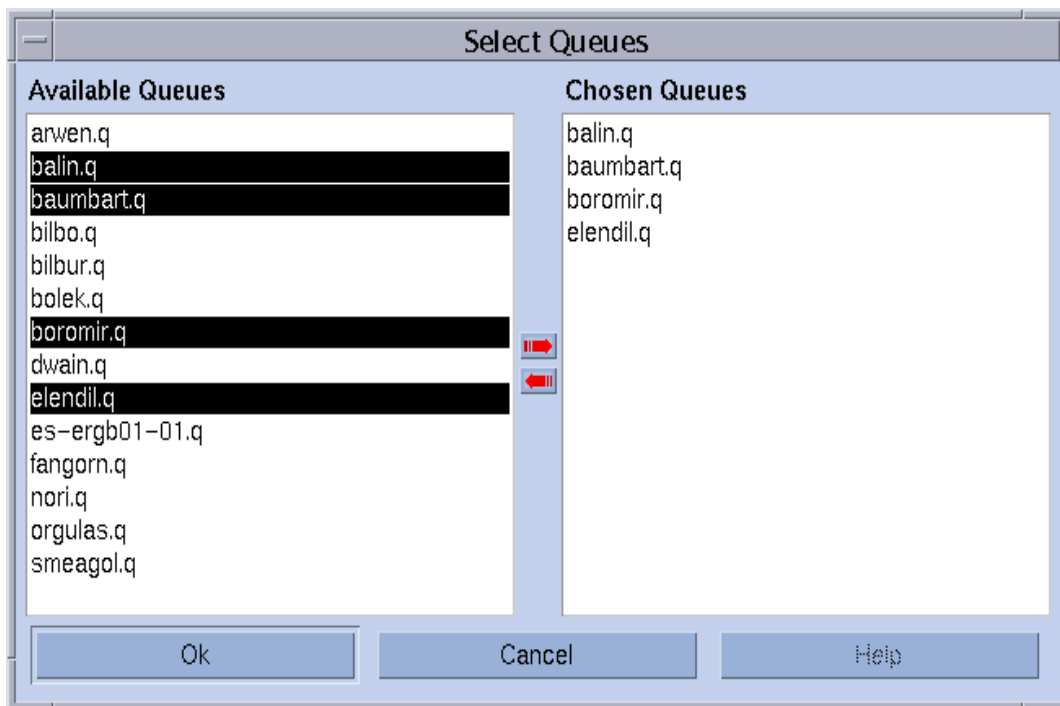 Select Queues
Available Queues
arwen.q
balin.q
baumbart.q
bilbo.q
bilbur.q
bolek.q
boromir.q
dwain.q
elendil.q
es-ergb01-01.q
fangorn.q
nori.q
orgulas.q
smeagol.q
Chosen Queues
balin.q
baumbart.q
boromir.q
elendil.q
Ok
Cancel
Help